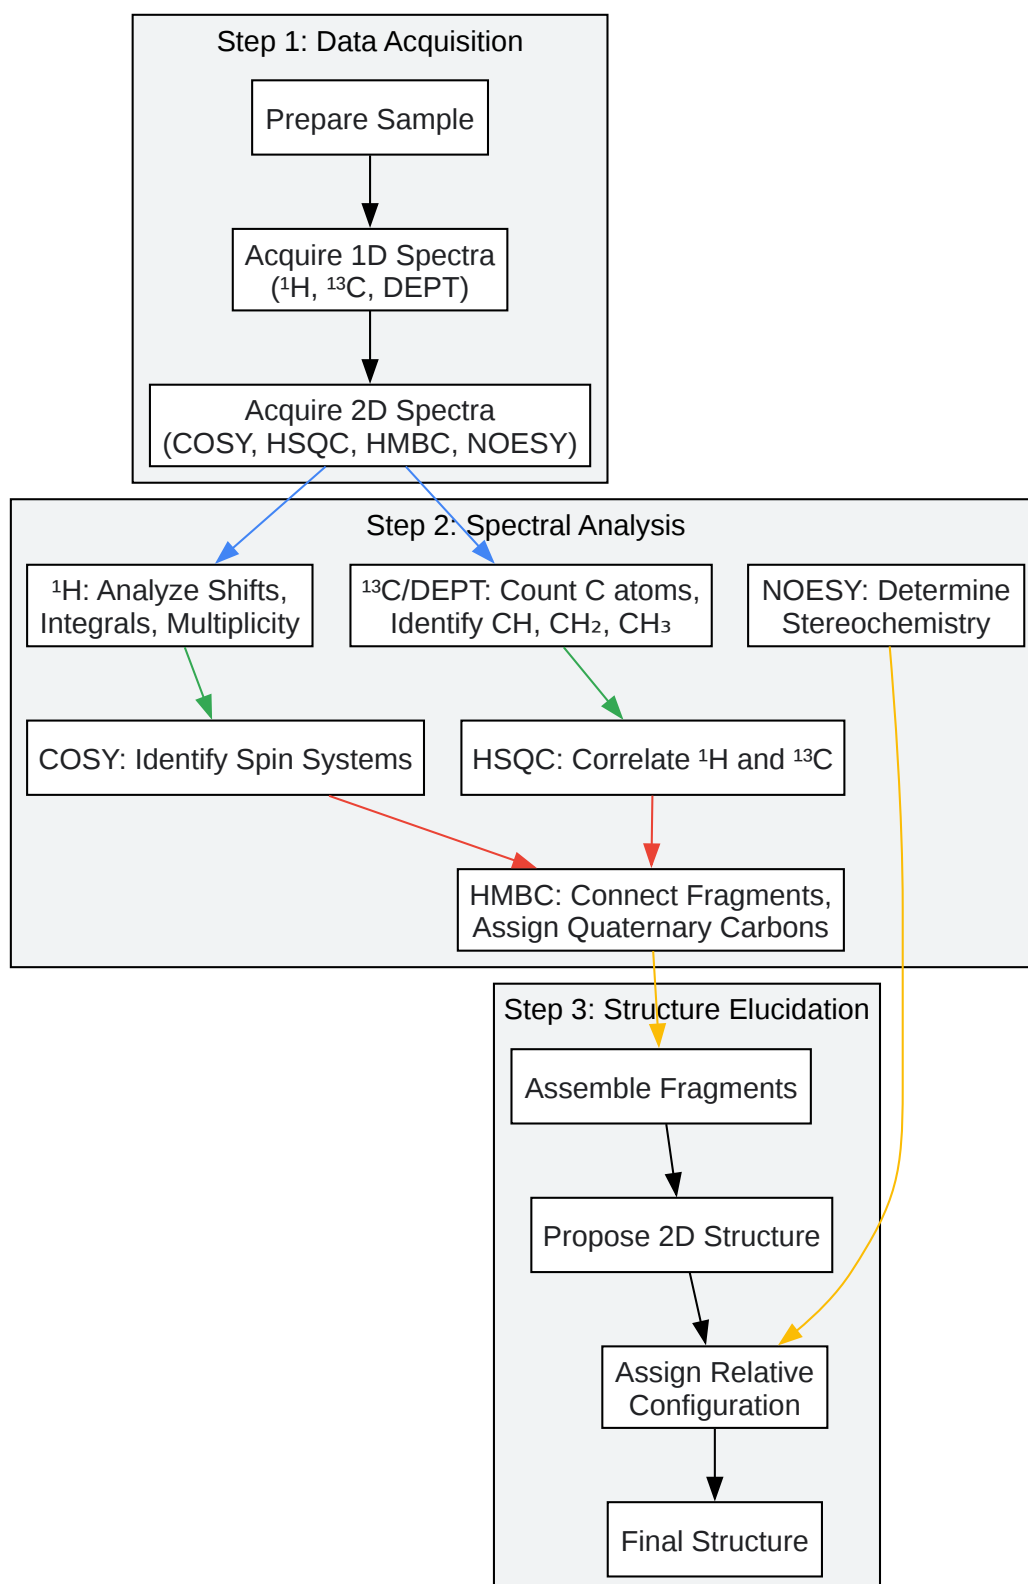 Step 1: Data Acquisition
Prepare Sample
Acquire 1D Spectra
(¹H, ¹³C, DEPT)
Acquire 2D Spectra
(COSY, HSQC, HMBC, NOESY)
Step 2: Spectral Analysis
¹H: Analyze Shifts,
Integrals, Multiplicity
¹³C/DEPT: Count C atoms,
Identify CH, CH₂, CH₃
NOESY: Determine
Stereochemistry
COSY: Identify Spin Systems
HSQC: Correlate ¹H and ¹³C
HMBC: Connect Fragments,
Assign Quaternary Carbons
Step 3: Structure Elucidation
Assemble Fragments
Propose 2D Structure
Assign Relative
Configuration
Final Structure